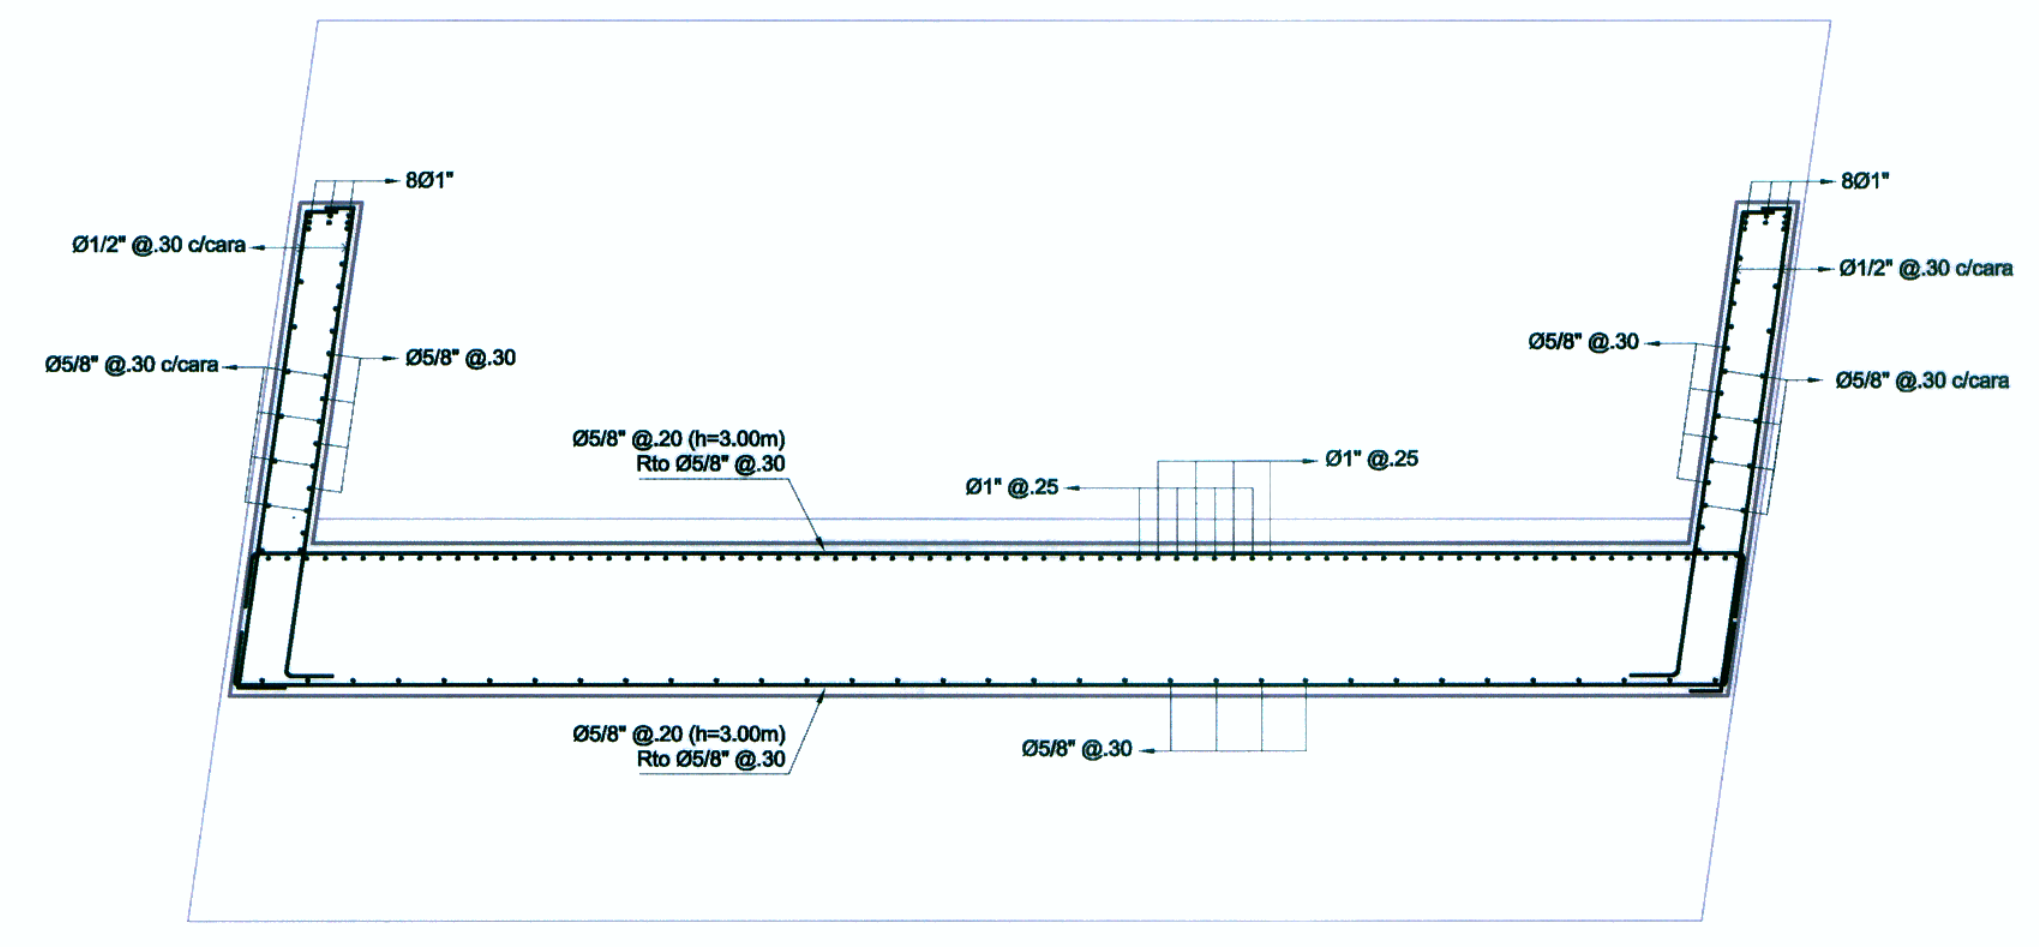 8Ø1"
8Ø1"
Ø1/2" @.30 c/cara
Ø1/2" @.30 c/cara
Ø5/8" @.30
Ø5/8" @.30 c/cara
Ø5/8" @.30
Ø5/8" @.30 c/cara
Ø5/8" @.20 (h=3.00m)
Rto Ø5/8" @.30
Ø1" @.25
Ø1" @.25
Ø5/8" @.20 (h=3.00m)
Rto Ø5/8" @.30
Ø5/8" @.30